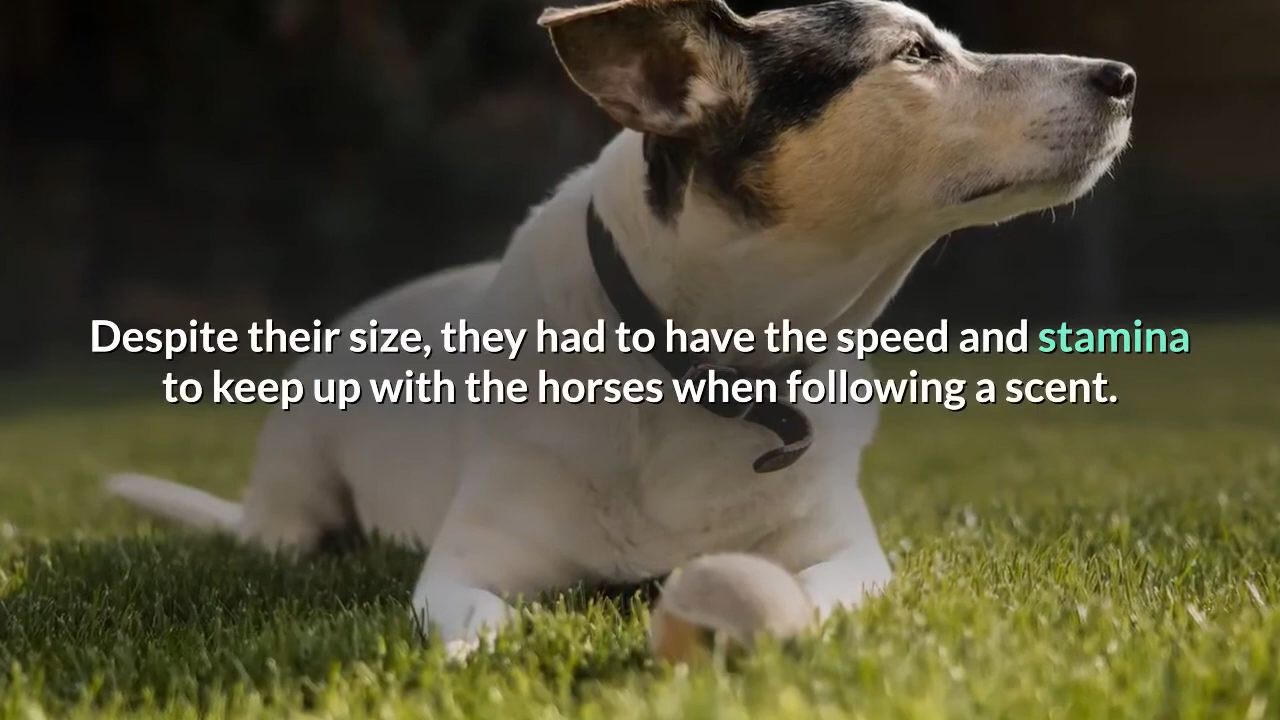 Despite their size, they had to have the speed and stamina
to keep up with the horses when following a scent.